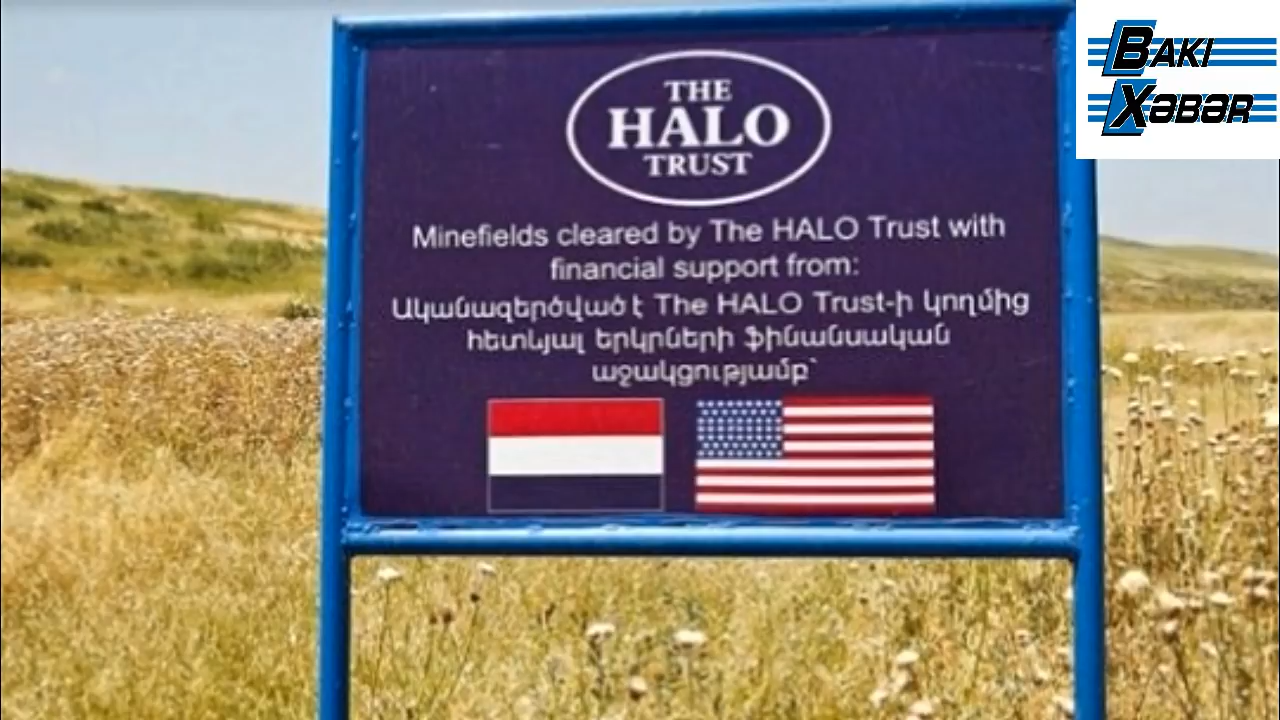 THE
HALO
TRUST
Minefields cleared by The HALO Trust with
financial support from:
Ականազերծված է The HALO Trust-ի կողմից
հետևյալ երկրների ֆինանսական
աջակցությամբ՝
BAKI
XƏBƏR